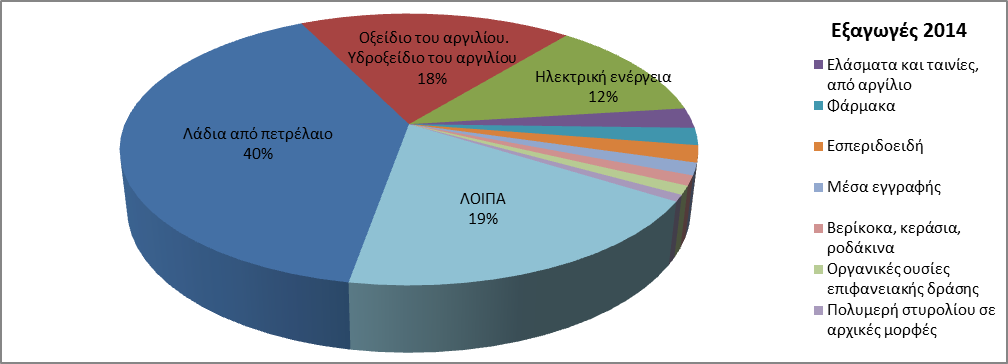 Εξαγωγές 2014
Οξείδιο του αργιλίου.
Υδροξείδιο του αργιλίου
18%
Ηλεκτρική ενέργεια
12%
Λάδια από πετρέλαιο
40%
ΛΟΙΠΑ
19%
Ελάσματα και ταινίες,
από αργίλιο
Φάρμακα
Εσπεριδοειδή
Μέσα εγγραφής
Βερίκοκα, κεράσια,
ροδάκινα
Οργανικές ουσίες
επιφανειακής δράσης
Πολυμερή στυρολίου σε
αρχικές μορφές